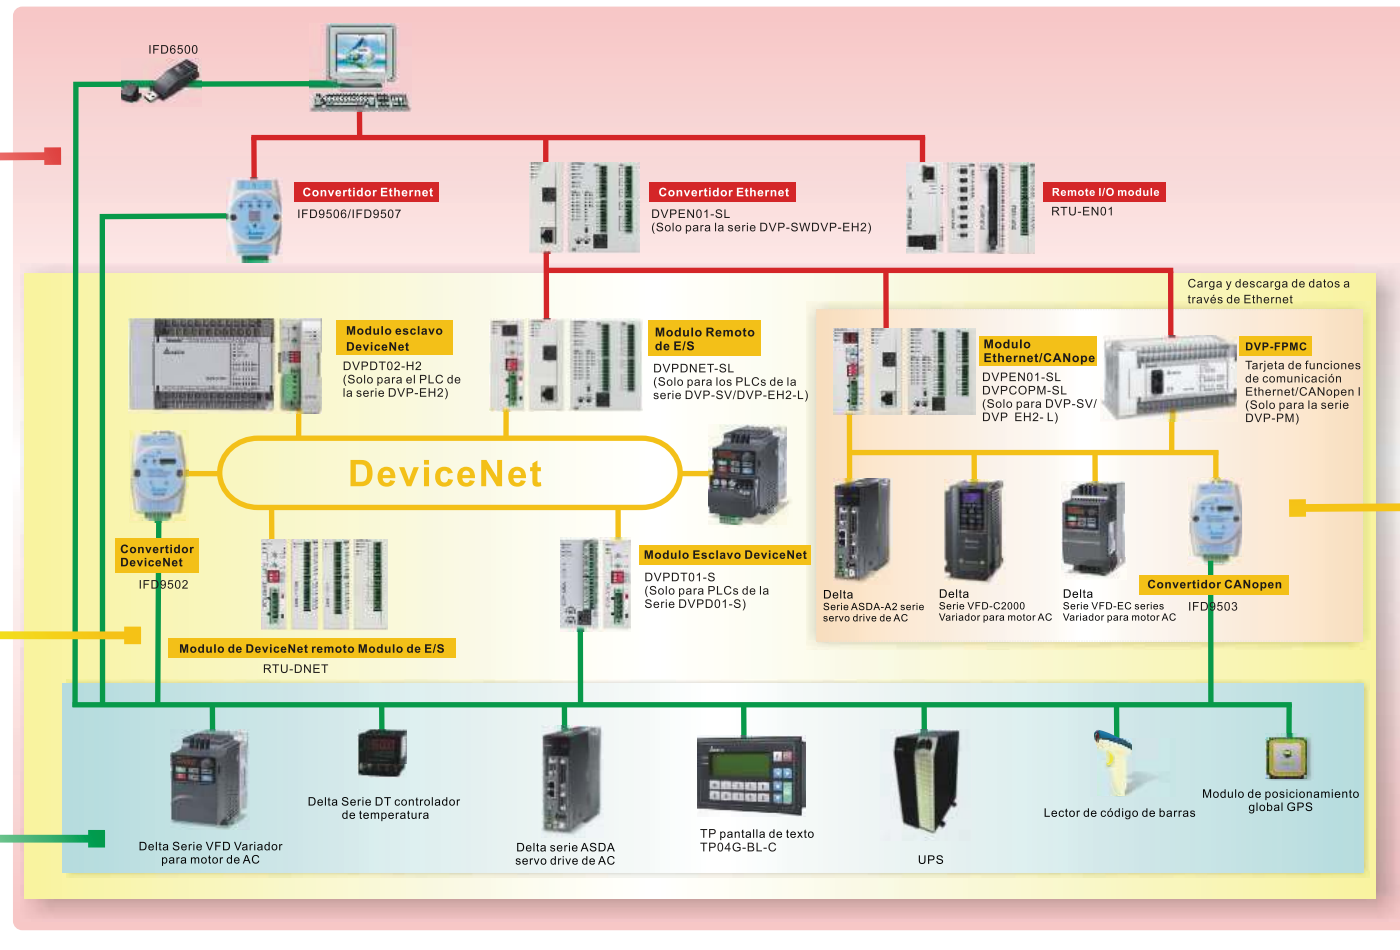 IFD6500
Convertidor Ethernet
IFD9506/IFD9507
Convertidor Ethernet
DVPEN01-SL
(Solo para la serie DVP-SWDVP-EH2)
Remote I/O module
RTU-EN01
Carga y descarga de datos a
través de Ethernet
Modulo esclavo
DeviceNet
DVPDT02-H2
(Solo para el PLC de
la serie DVP-EH2)
Modulo Remoto
de E/S
DVPDNET-SL
(Solo para los PLCs de la
serie DVP-SV/DVP-EH2-L)
Modulo
Ethernet/CANope
DVPEN01-SL
DVPCOPM-SL
(Solo para DVP-SV/
DVP EH2- L)
DVP-FPMC
Tarjeta de funciones
de comunicación
Ethernet/CANopen I
(Solo para la serie
DVP-PM)
DeviceNet
Convertidor
DeviceNet
IFD9502
Modulo de DeviceNet remoto Modulo de E/S
RTU-DNET
Modulo Esclavo DeviceNet
DVPDT01-S
(Solo para PLCs de la
Serie DVPD01-S)
Delta
Serie ASDA-A2 serie
servo drive de AC
Delta
Serie VFD-C2000
Variador para motor AC
Delta
Serie VFD-EC series
Variador para motor AC
Convertidor CANopen
IFD9503
Delta Serie VFD Variador
para motor de AC
Delta Serie DT controlador
de temperatura
Delta serie ASDA
servo drive de AC
TP pantalla de texto
TP04G-BL-C
UPS
Lector de código de barras
Modulo de posicionamiento
global GPS